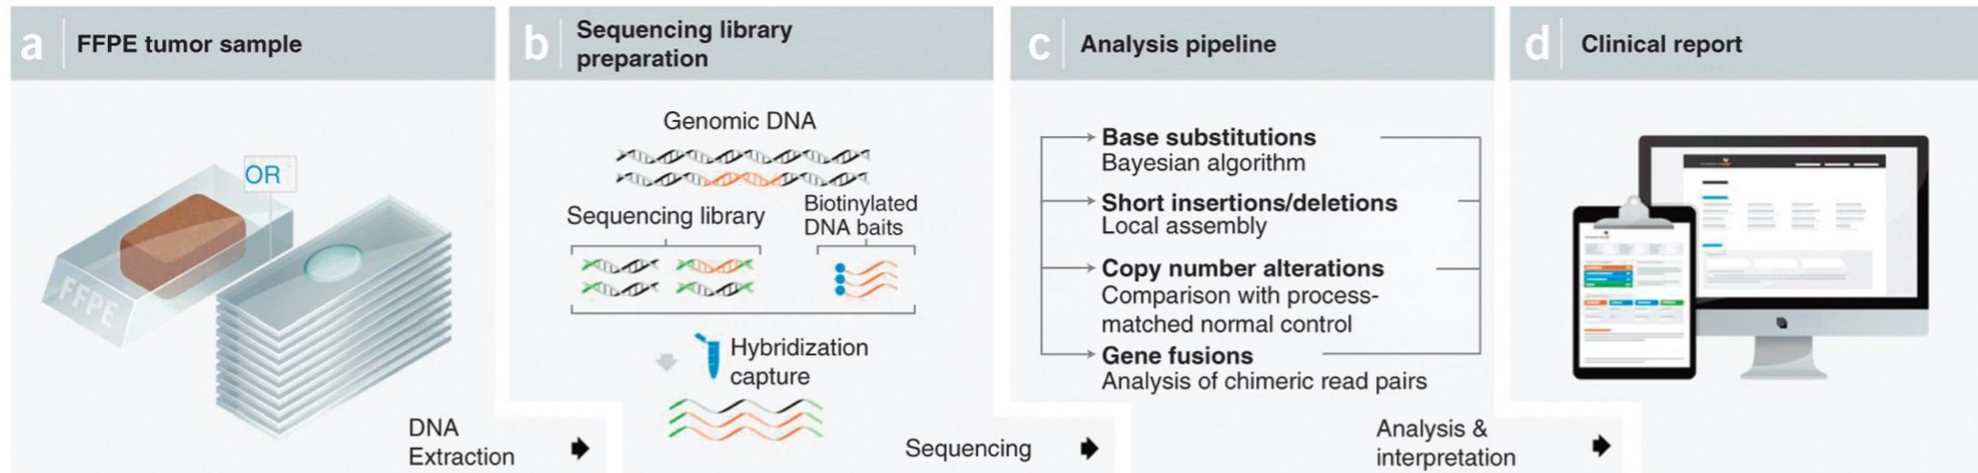 a
FFPE tumor sample
OR
FFPE
DNA
Extraction
b
Sequencing library
preparation
Genomic DNA
Sequencing library
Biotinylated
DNA baits
Hybridization
capture
Sequencing
c
Analysis pipeline
Base substitutions
Bayesian algorithm
Short insertions/deletions
Local assembly
Copy number alterations
Comparison with process-
matched normal control
Gene fusions
Analysis of chimeric read pairs
Analysis &
interpretation
d
Clinical report